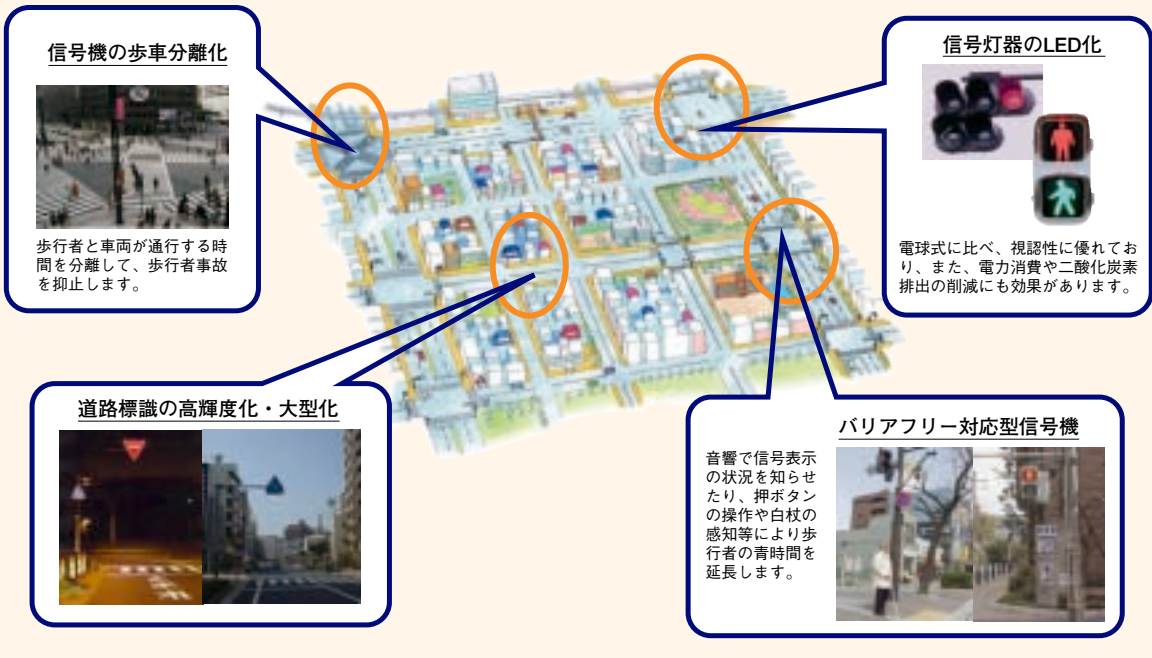 信号機の歩車分離化
歩行者と車両が通行する時
間を分離して、歩行者事故
を抑止します。
信号灯器のLED化
電球式に比べ、視認性に優れてお
り、また、電力消費や二酸化炭素
排出の削減にも効果があります。
道路標識の高輝度化・大型化
バリアフリー対応型信号機
音響で信号表示
の状況を知らせ
たり、押ボタン
の操作や白杖の
感知等により歩
行者の青時間を
延長します。